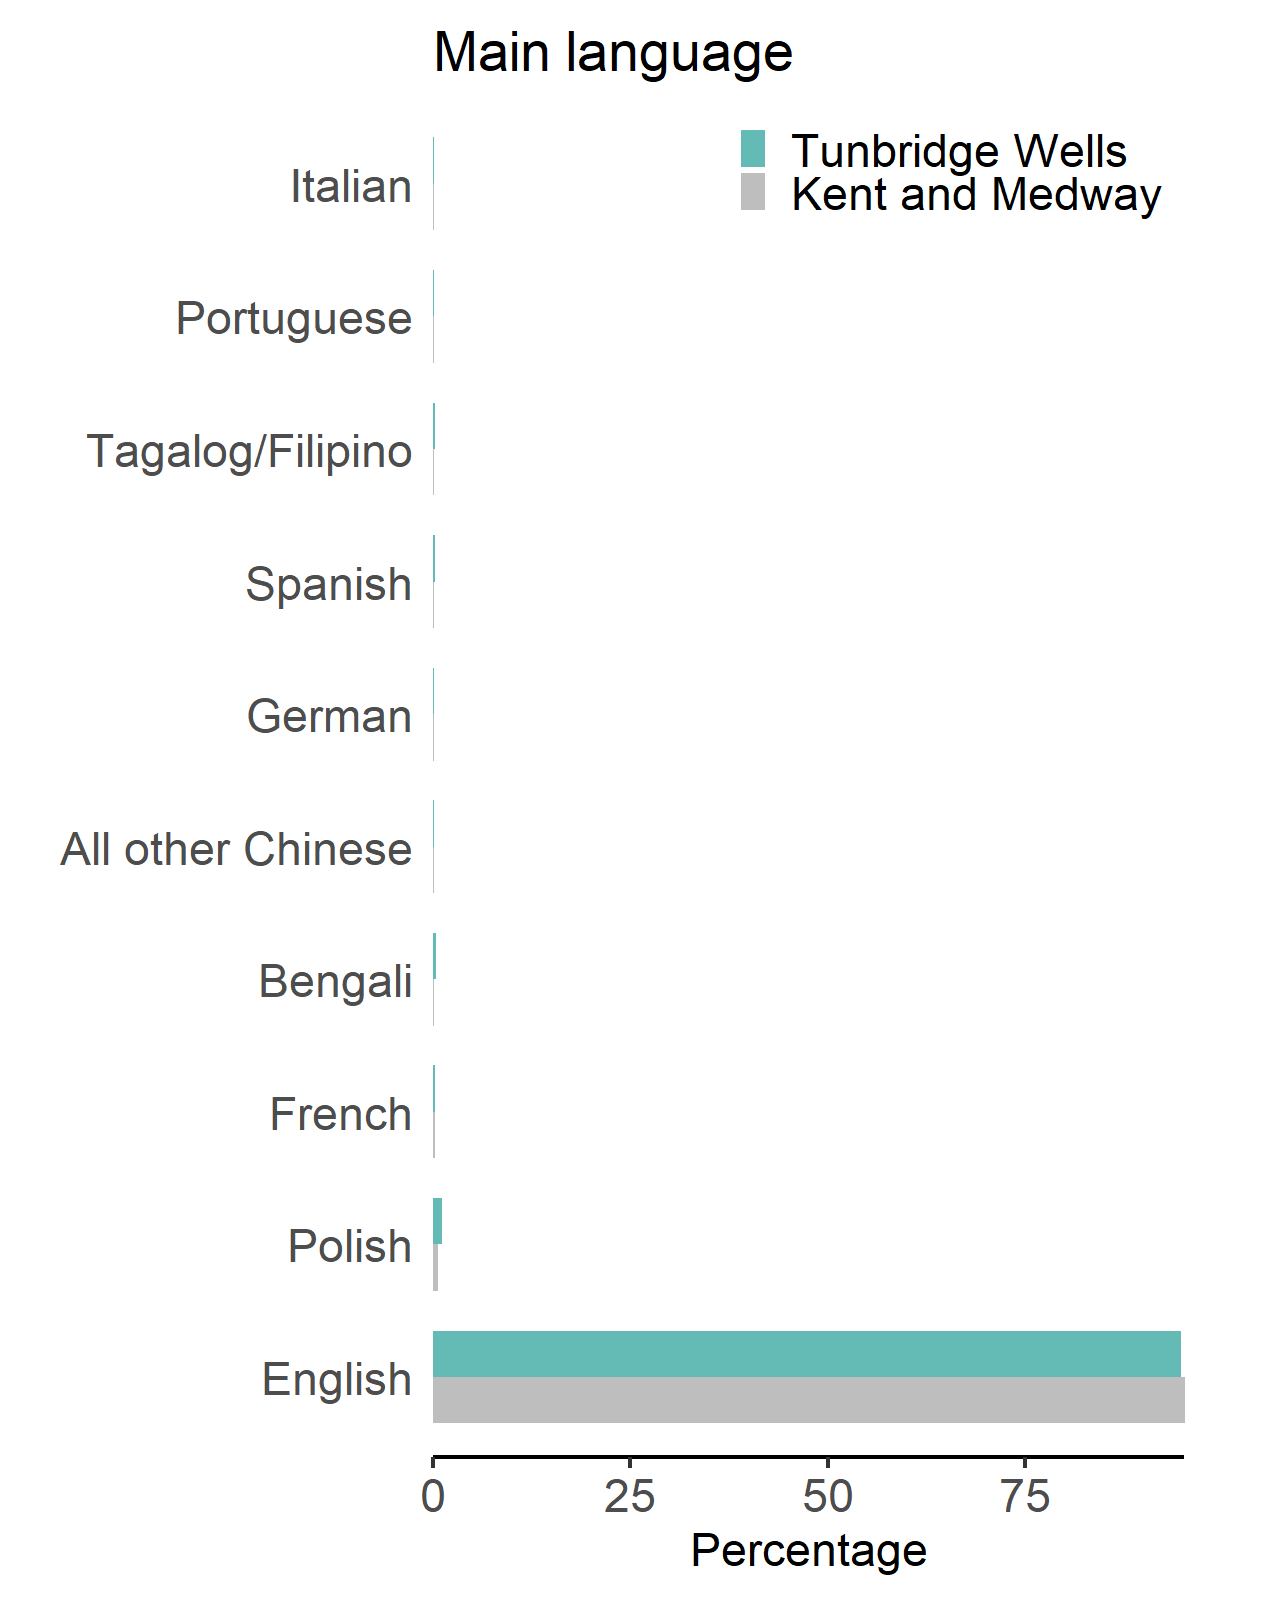 Main language
Tunbridge Wells
Kent and Medway
Italian
Portuguese
Tagalog/Filipino
Spanish
German
All other Chinese
Bengali
French
Polish
English
0 25 50 75
Percentage